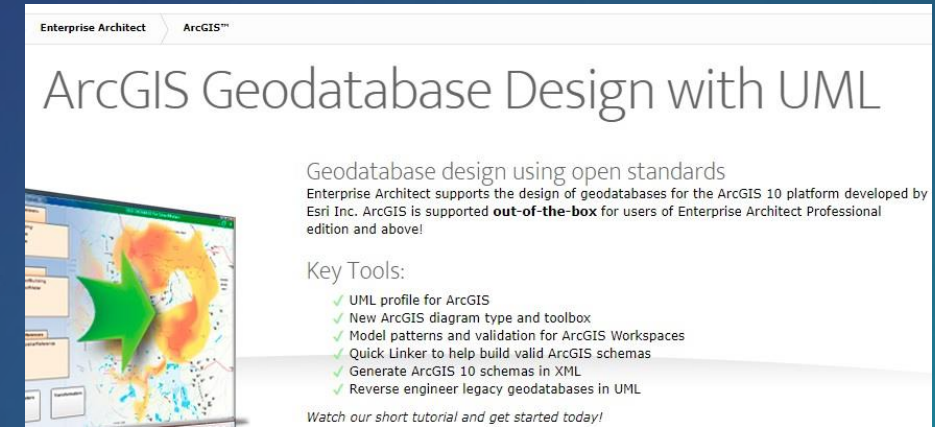 Enterprise Architect ArcGIS™
ArcGIS Geodatabase Design with UML
Geodatabase design using open standards
Enterprise Architect supports the design of geodatabases for the ArcGIS 10 platform developed by
Esri Inc. ArcGIS is supported out-of-the-box for users of Enterprise Architect Professional
edition and above!
Key Tools:
✓ UML profile for ArcGIS
✓ New ArcGIS diagram type and toolbox
✓ Model patterns and validation for ArcGIS Workspaces
✓ Quick Linker to help build valid ArcGIS schemas
✓ Generate ArcGIS 10 schemas in XML
✓ Reverse engineer legacy geodatabases in UML
Watch our short tutorial and get started today!